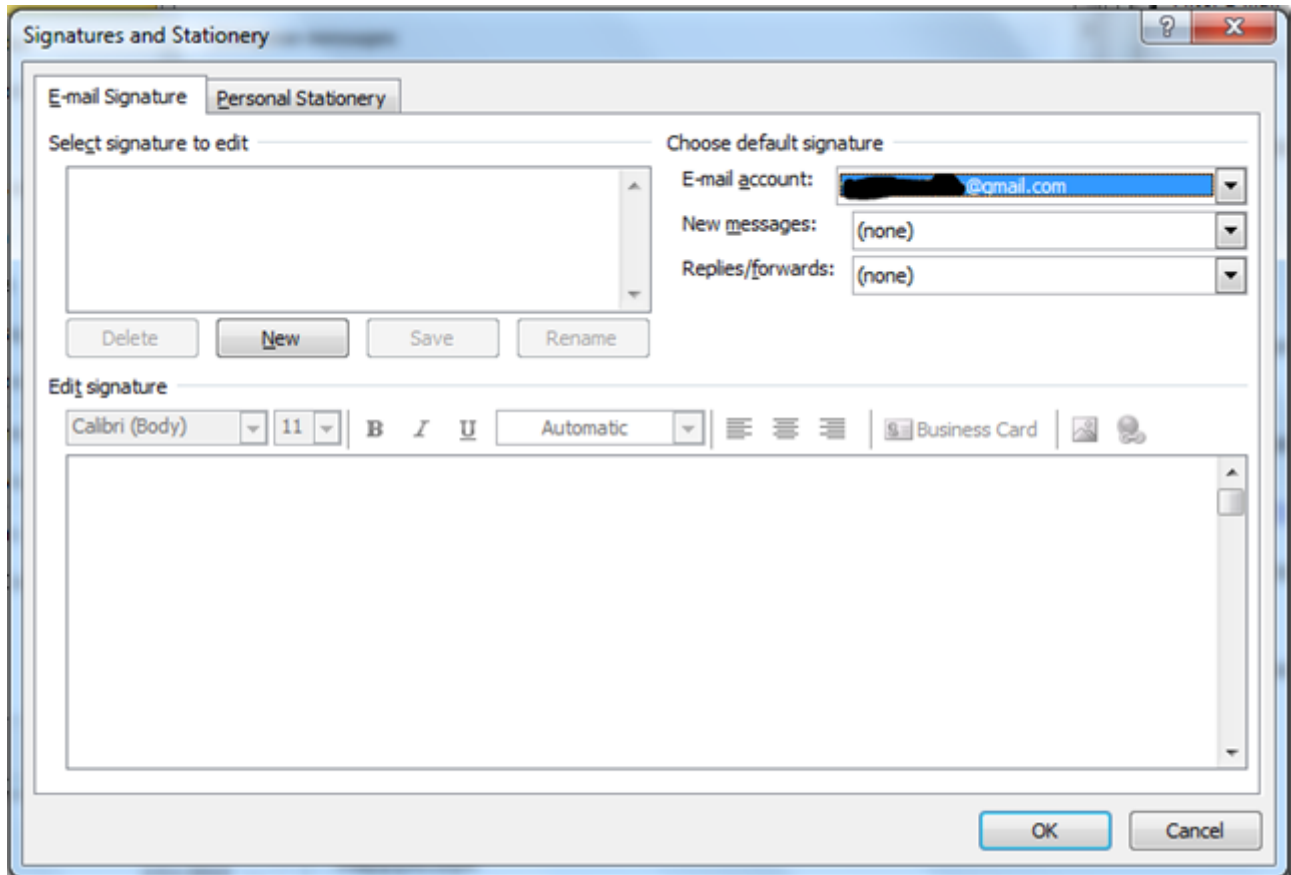 Signatures and Stationery
E-mail Signature Personal Stationery
Select signature to edit
Choose default signature
E-mail account: @gmail.com
New messages: (none)
Replies/forwards: (none)
Delete New Save Rename
Edit signature
Calibri (Body) 11 B I U Automatic Business Card
OK Cancel